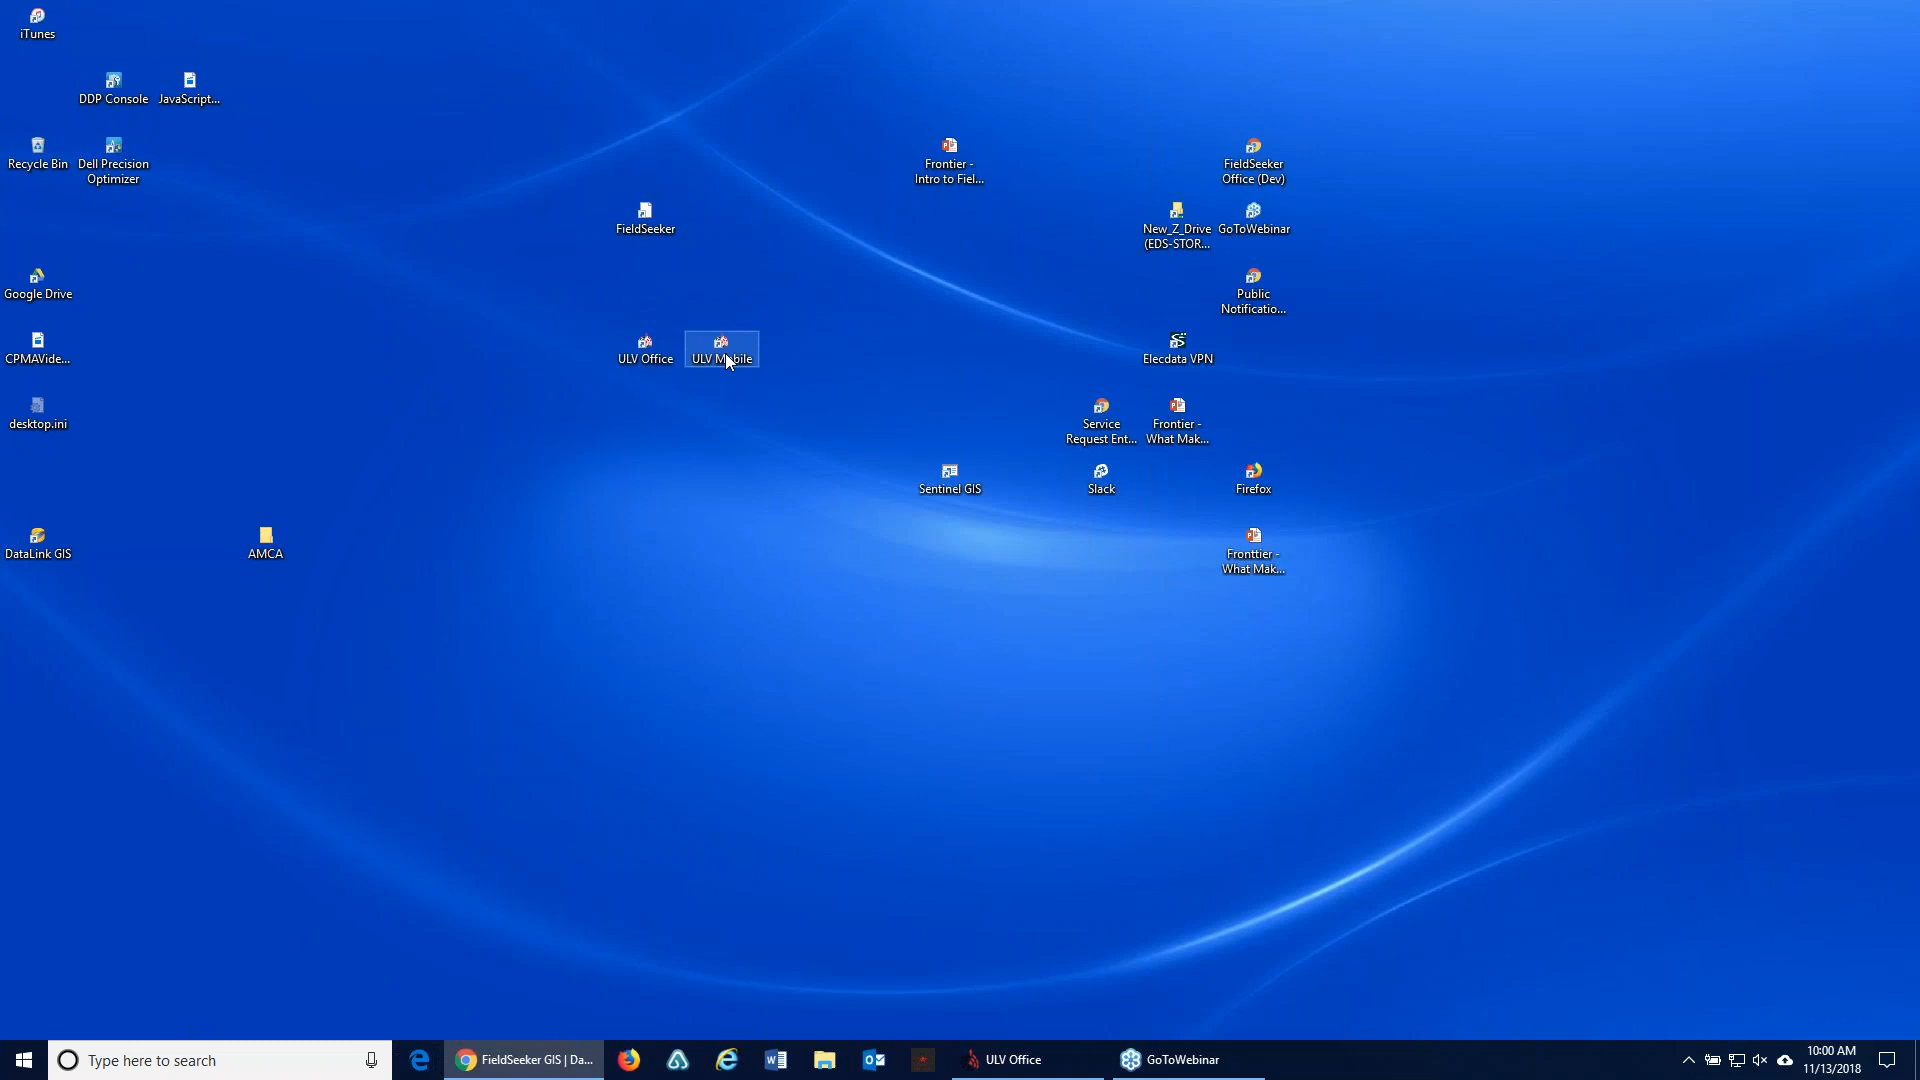 iTunes
DDP Console
JavaScript...
Recycle Bin
Dell Precision
Optimizer
Frontier -
Intro to Fiel...
FieldSeeker
Office (Dev)
FieldSeeker
New_Z_Drive
(EDS-STOR...
GoToWebinar
Google Drive
Public
Notificatio...
CPMAVide...
ULV Office
ULV Mobile
Elecdata VPN
desktop.ini
Service
Request Ent...
Frontier -
What Mak...
Sentinel GIS
Slack
Firefox
DataLink GIS
AMCA
Fronttier -
What Mak...
Type here to search
FieldSeeker GIS | Da...
ULV Office
GoToWebinar
10:00 AM
11/13/2018